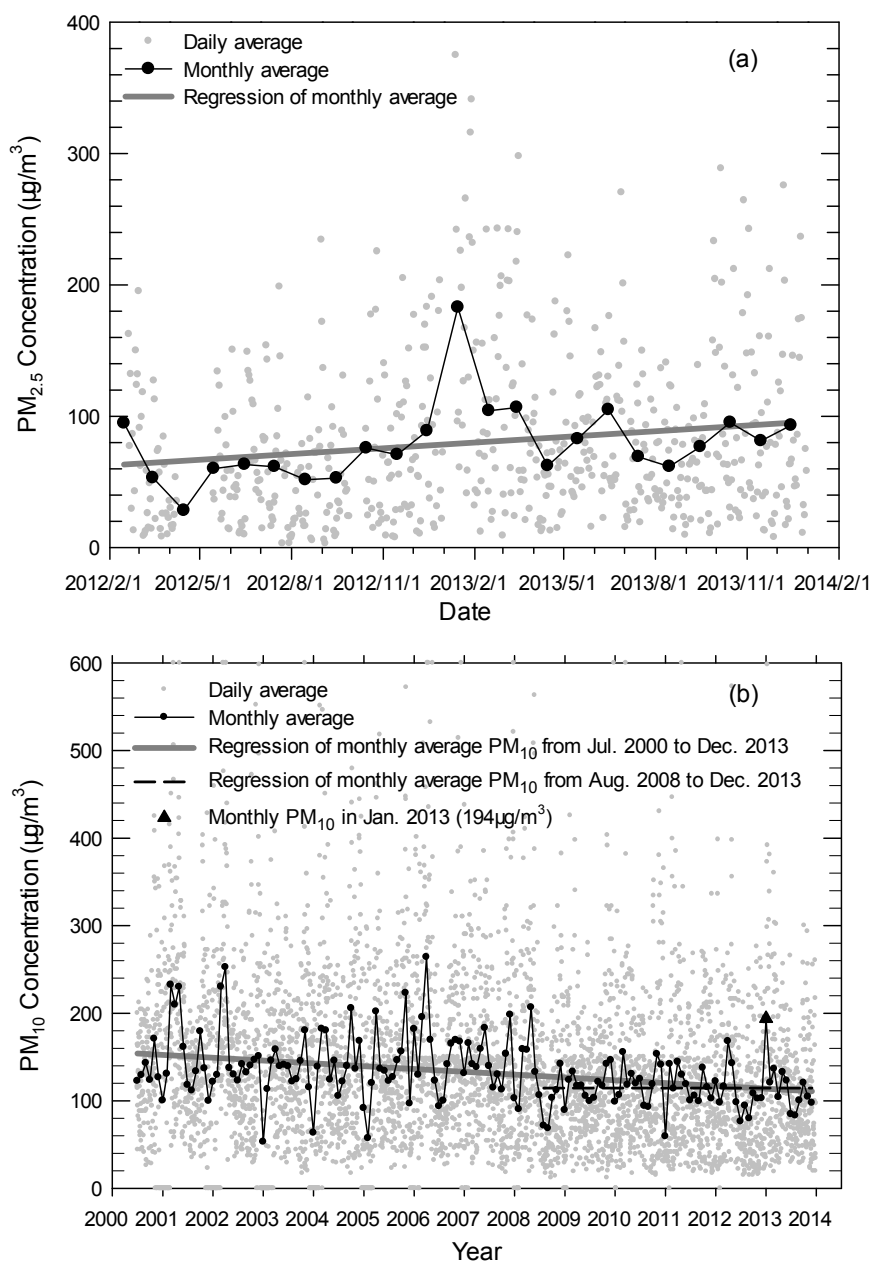 400
300
200
100
0
PM2.5 Concentration (µg/m3)
Daily average
Monthly average
Regression of monthly average
(a)
2012/2/1 2012/5/1 2012/8/1 2012/11/1 2013/2/1 2013/5/1 2013/8/1 2013/11/1 2014/2/1
Date
600
500
400
300
200
100
0
PM10 Concentration (µg/m3)
Daily average
(b)
Monthly average
Regression of monthly average PM10 from Jul. 2000 to Dec. 2013
Regression of monthly average PM10 from Aug. 2008 to Dec. 2013
Monthly PM10 in Jan. 2013 (194µg/m3)
2000 2001 2002 2003 2004 2005 2006 2007 2008 2009 2010 2011 2012 2013 2014
Year